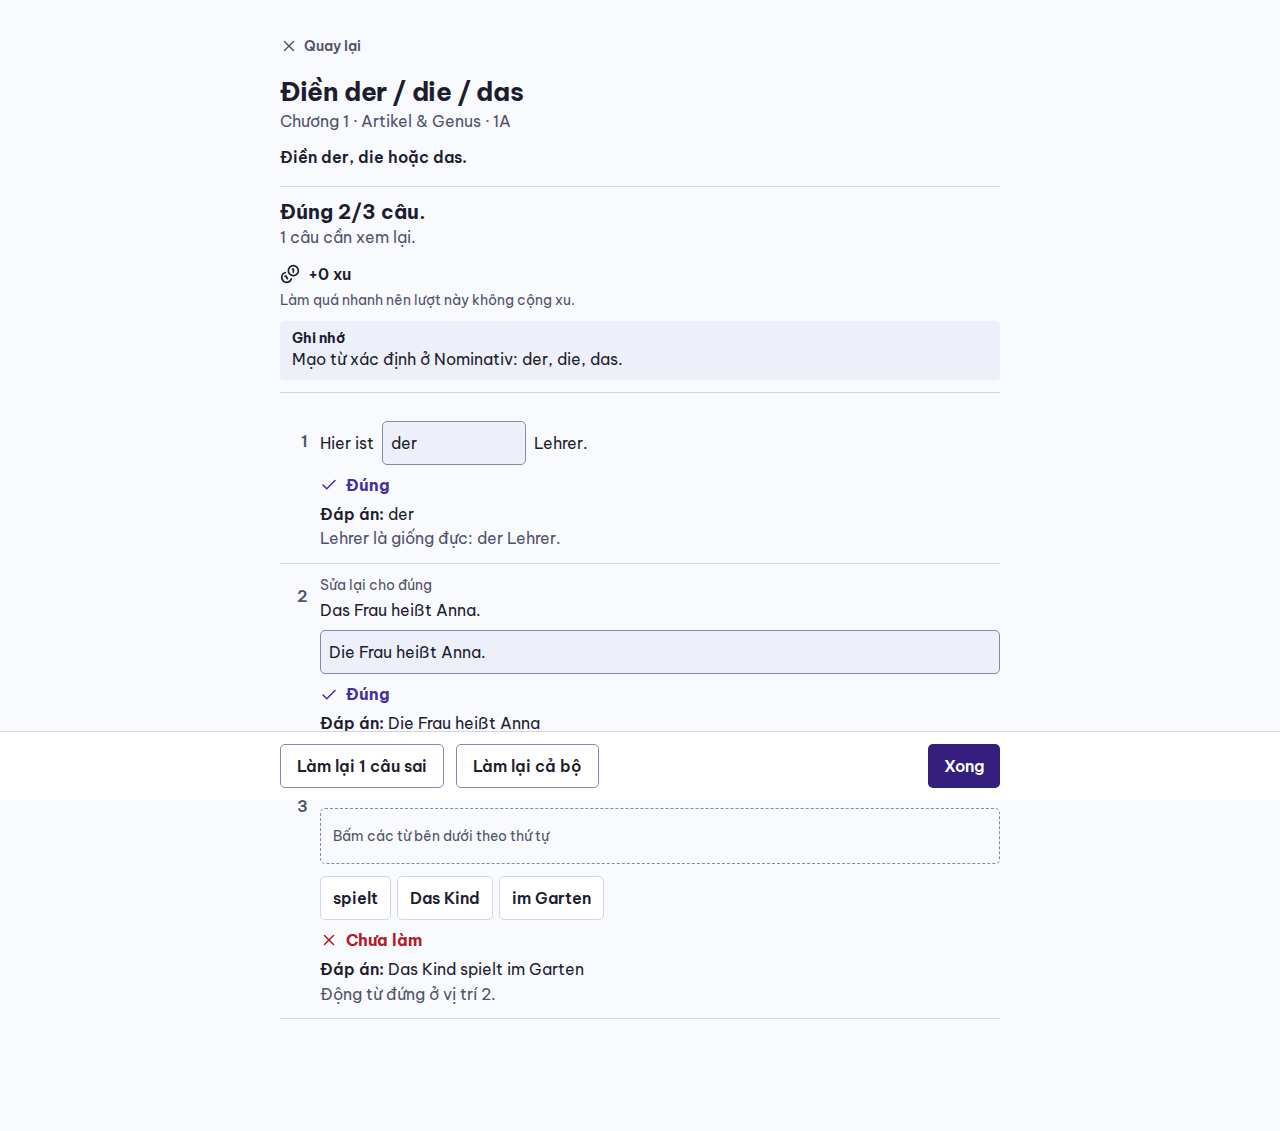 Quay lại
Điền der / die / das
Chương 1 · Artikel & Genus · 1A
Điền der, die hoặc das.
Đúng 2/3 câu.
1 câu cần xem lại.
+0 xu
Làm quá nhanh nên lượt này không cộng xu.
Ghi nhớ
Mạo từ xác định ở Nominativ: der, die, das.
1 Hier ist der Lehrer.
Đúng
Đáp án: der
Lehrer là giống đực: der Lehrer.
2 Sửa lại cho đúng
Das Frau heißt Anna.
Die Frau heißt Anna.
Đúng
Đáp án: Die Frau heißt Anna
Làm lại 1 câu sai Làm lại cả bộ Xong
3 Bấm các từ bên dưới theo thứ tự
spielt Das Kind im Garten
Chưa làm
Đáp án: Das Kind spielt im Garten
Động từ đứng ở vị trí 2.